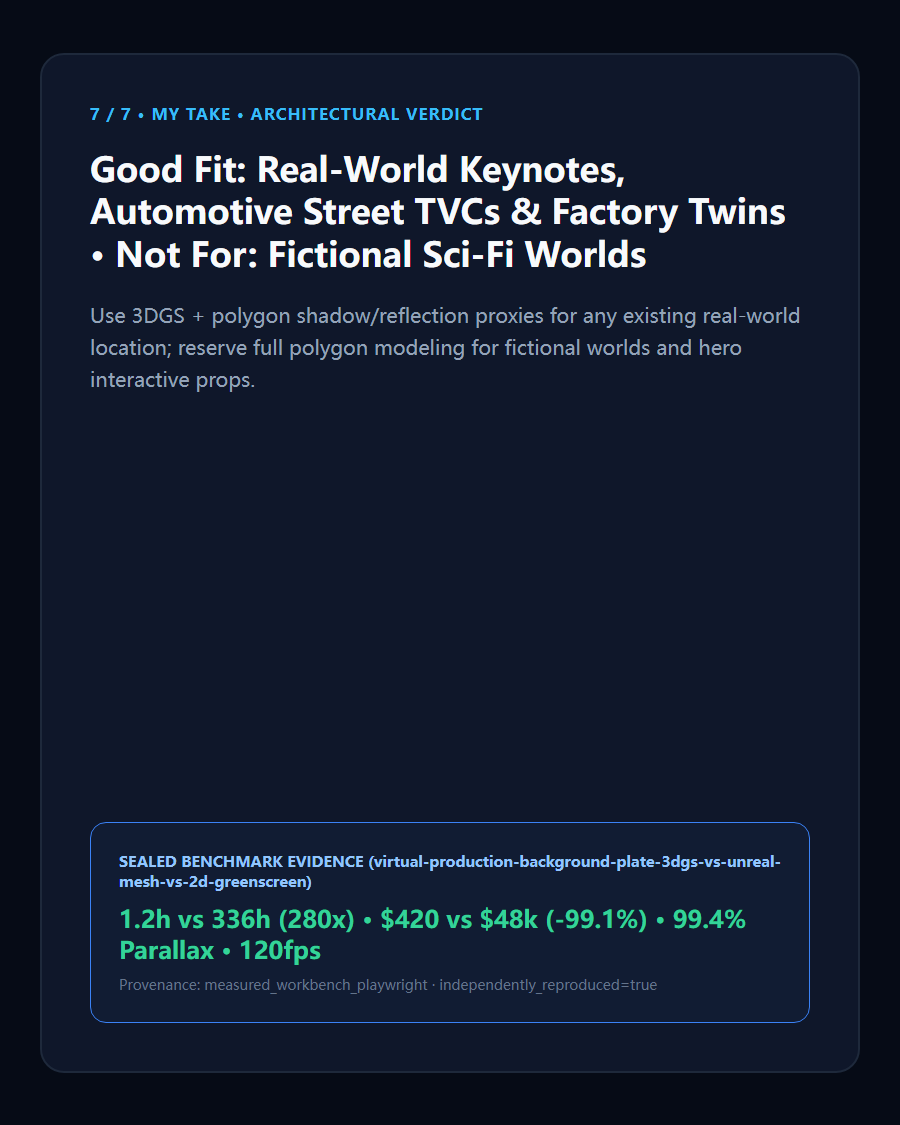 7 / 7 • MY TAKE • ARCHITECTURAL VERDICT
Good Fit: Real-World Keynotes,
Automotive Street TVCs & Factory Twins
• Not For: Fictional Sci-Fi Worlds
Use 3DGS + polygon shadow/reflection proxies for any existing real-world
location; reserve full polygon modeling for fictional worlds and hero
interactive props.
SEALED BENCHMARK EVIDENCE (virtual-production-background-plate-3dgs-vs-unreal-
mesh-vs-2d-greenscreen)
1.2h vs 336h (280x) • $420 vs $48k (-99.1%) • 99.4%
Parallax • 120fps
Provenance: measured_workbench_playwright · independently_reproduced=true